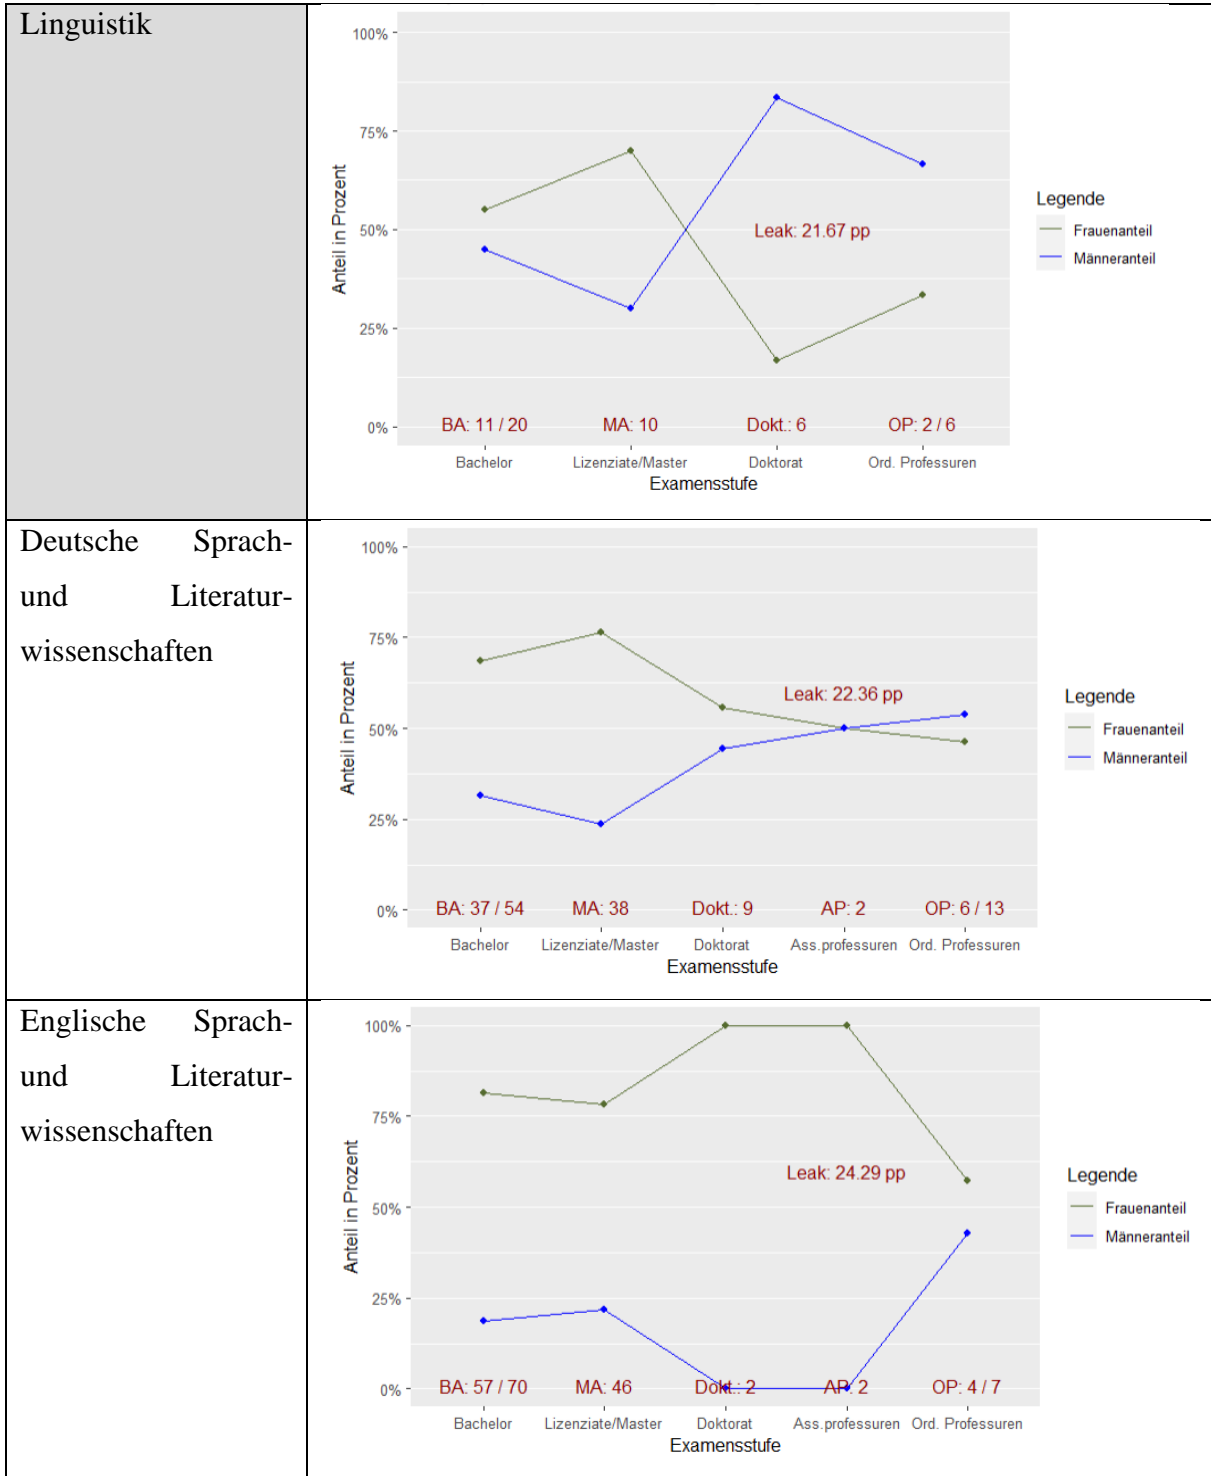 Linguistik
100%
75%
50%
25%
0%
Anteil in Prozent
Leak: 21.67 pp
BA: 11 / 20 MA: 10 Dokt.: 6 OP: 2 / 6
Bachelor Lizenziate/Master Doktorat Ord. Professuren
Examensstufe
Legende
Frauenanteil
Männeranteil
Deutsche Sprach-
und Literatur-
wissenschaften
100%
75%
50%
25%
0%
Anteil in Prozent
Leak: 22.36 pp
BA: 37 / 54 MA: 38 Dokt.: 9 AP: 2 OP: 6 / 13
Bachelor Lizenziate/Master Doktorat Ass.professuren Ord. Professuren
Examensstufe
Legende
Frauenanteil
Männeranteil
Englische Sprach-
und Literatur-
wissenschaften
100%
75%
50%
25%
0%
Anteil in Prozent
Leak: 24.29 pp
BA: 57 / 70 MA: 46 Dokt.: 2 AP: 2 OP: 4 / 7
Bachelor Lizenziate/Master Doktorat Ass.professuren Ord. Professuren
Examensstufe
Legende
Frauenanteil
Männeranteil